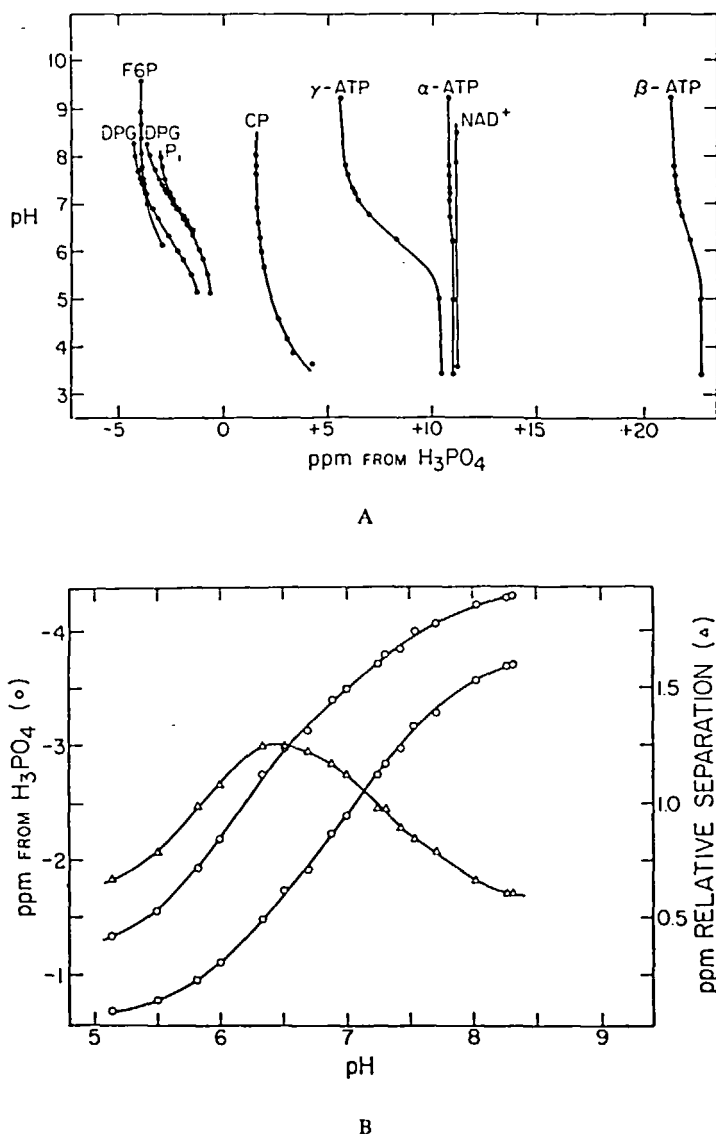 10
9
8
7
6
5
4
3
pH
F6P
DPG
DPG
Pi
CP
γ-ATP
α-ATP
NAD+
β-ATP
-5
0
+5
+10
+15
+20
ppm FROM H3PO4
A
-4
-3
-2
-1
ppm FROM H3PO4 (o)
1.5
1.0
0.5
ppm RELATIVE SEPARATION (Δ)
5
6
7
8
9
pH
B